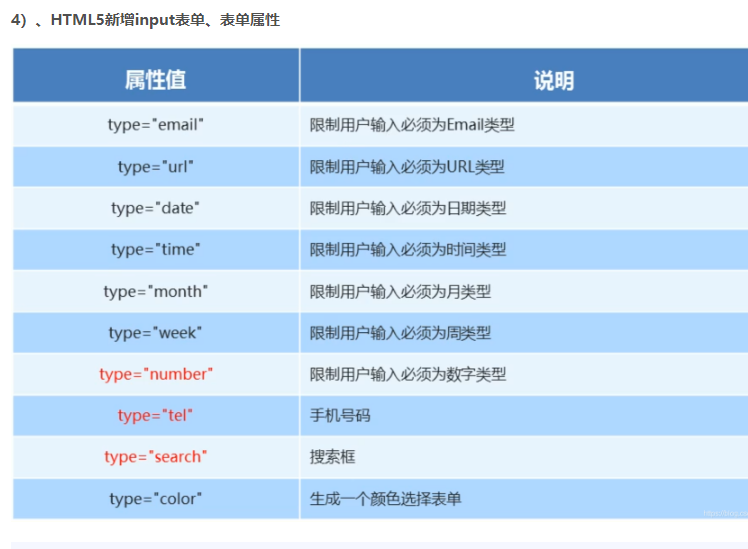 4）、HTML5新增input表单、表单属性
属性值 说明
type="email" 限制用户输入必须为Email类型
type="url" 限制用户输入必须为URL类型
type="date" 限制用户输入必须为日期类型
type="time" 限制用户输入必须为时间类型
type="month" 限制用户输入必须为月类型
type="week" 限制用户输入必须为周类型
type="number" 限制用户输入必须为数字类型
type="tel" 手机号码
type="search" 搜索框
type="color" 生成一个颜色选择表单